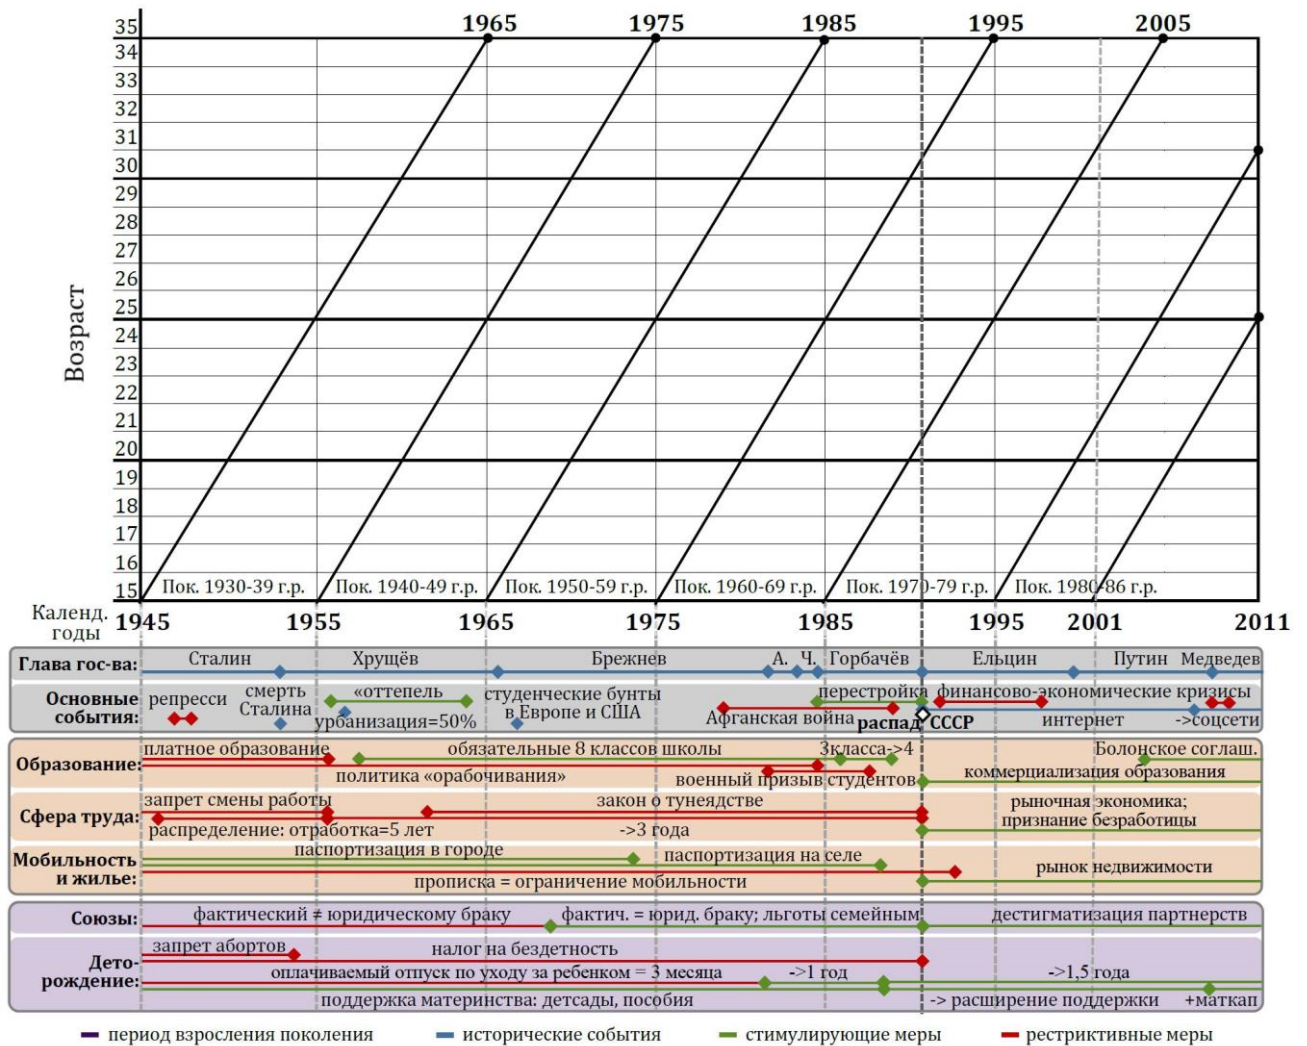 1965 1975 1985 1995 2005
35
34
33
32
31
30
29
28
27
26
25
24
23
22
21
20
19
18
17
16
15
Возраст
Пок. 1930-39 г.р. Пок. 1940-49 г.р. Пок. 1950-59 г.р. Пок. 1960-69 г.р. Пок. 1970-79 г.р. Пок. 1980-86 г.р.
Календ. годы
1945 1955 1965 1975 1985 1995 2001 2011
Глава гос-ва: Сталин Хрущёв Брежнев А. Ч. Горбачёв Ельцин Путин Медведев
Основные события:
репресси
смерть Сталина
«оттепель
урбанизация=50%
студенческие бунты
в Европе и США
Афганская война
перестройка
распад СССР
финансово-экономические кризисы
интернет ->соцсети
Образование:
платное образование обязательные 8 классов школы 3класса->4 Болонское соглаш.
политика «орабочивания» военный призыв студентов коммерциализация образования
Сфера труда:
запрет смены работы закон о тунеядстве рыночная экономика;
распределение: отработка=5 лет ->3 года признание безработицы
Мобильность
и жилье:
паспортизация в городе паспортизация на селе рынок недвижимости
прописка = ограничение мобильности
Союзы: фактический ≠ юридическому браку фактич. = юрид. браку; льготы семейным дестигматизация партнерств
Дето-
рождение:
запрет абортов налог на бездетность
оплачиваемый отпуск по уходу за ребенком = 3 месяца ->1 год ->1,5 года
поддержка материнства: детсады, пособия -> расширение поддержки +маткап
период взросления поколения исторические события стимулирующие меры рестриктивные меры